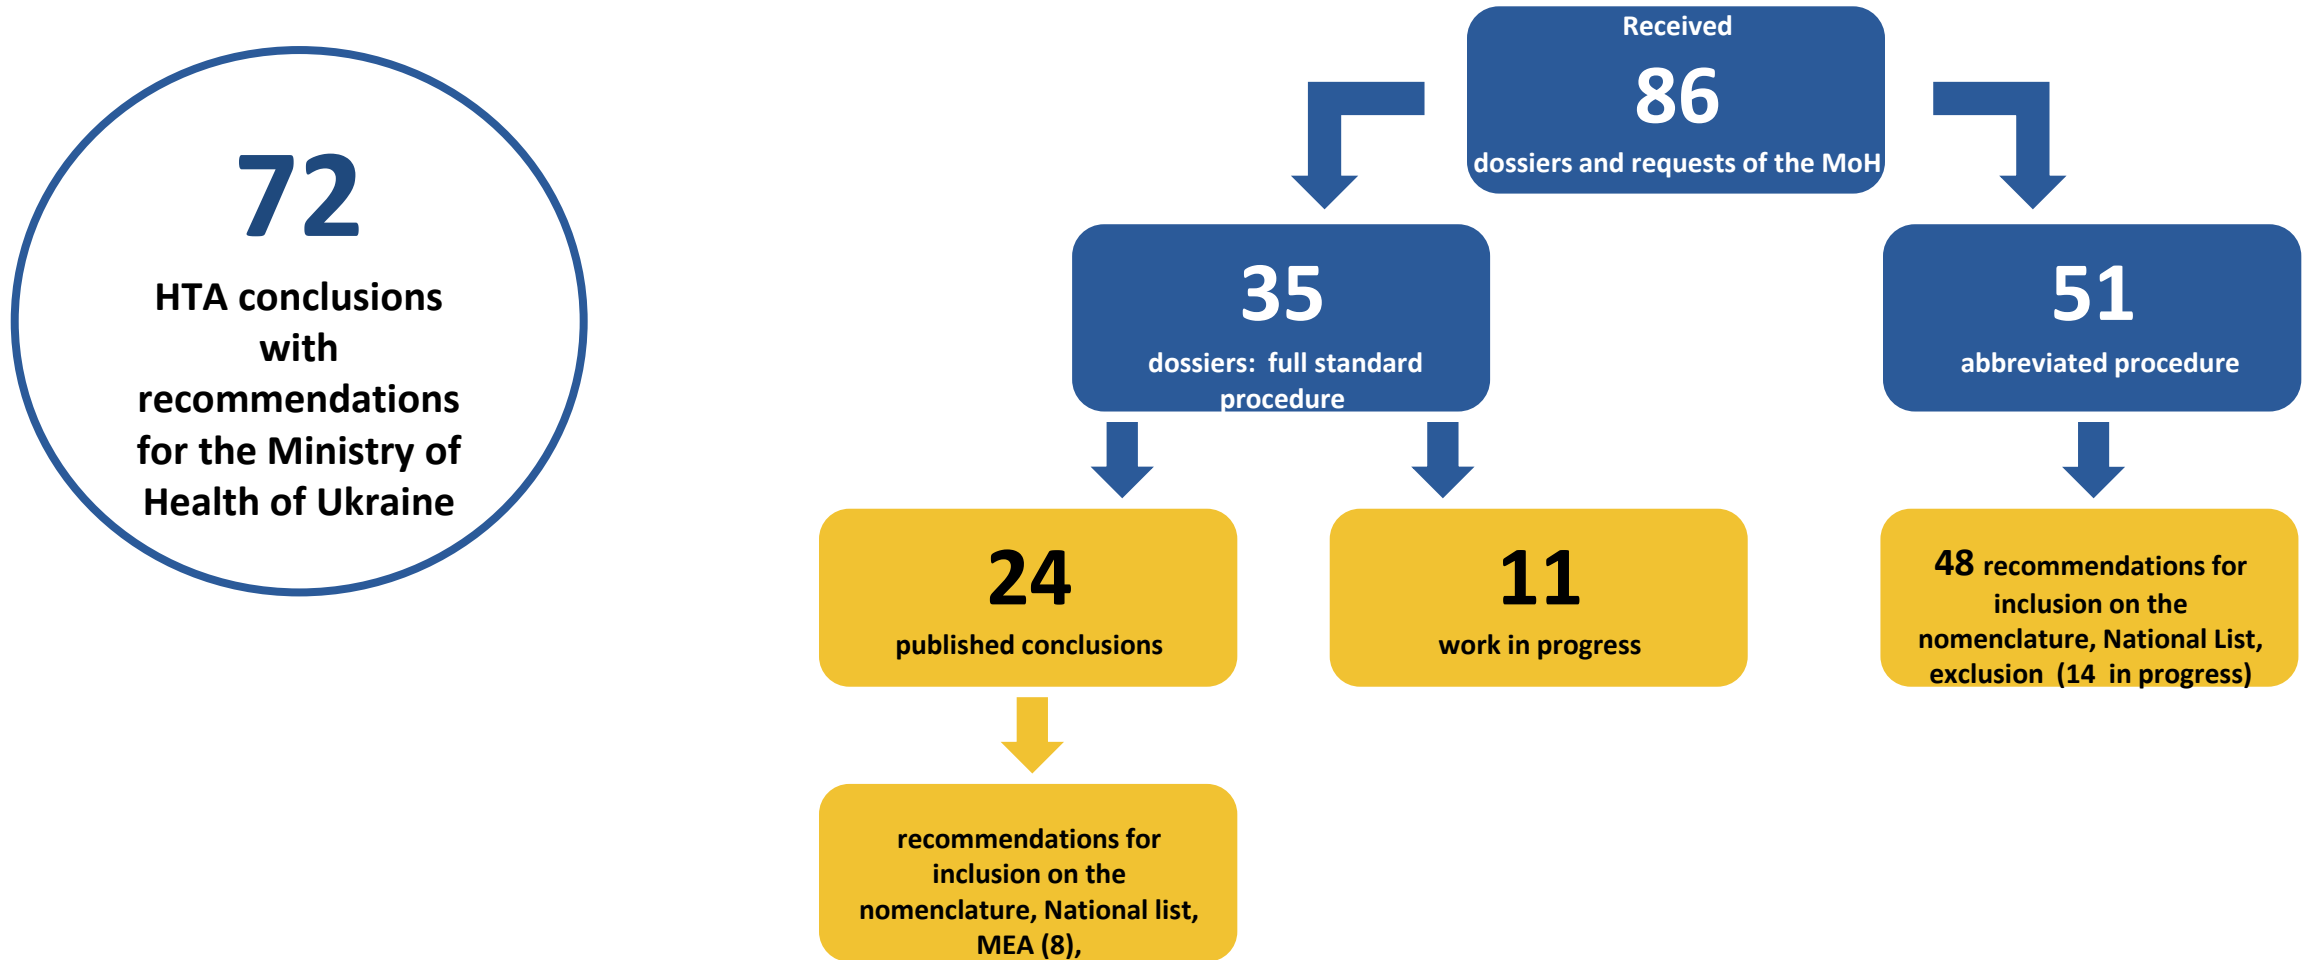 72
HTA conclusions
with
recommendations
for the Ministry of
Health of Ukraine
Received
86
dossiers and requests of the MoH
35
dossiers: full standard
procedure
51
abbreviated procedure
24
published conclusions
11
work in progress
48 recommendations for
inclusion on the
nomenclature, National List,
exclusion (14 in progress)
recommendations for
inclusion on the
nomenclature, National list,
MEA (8),